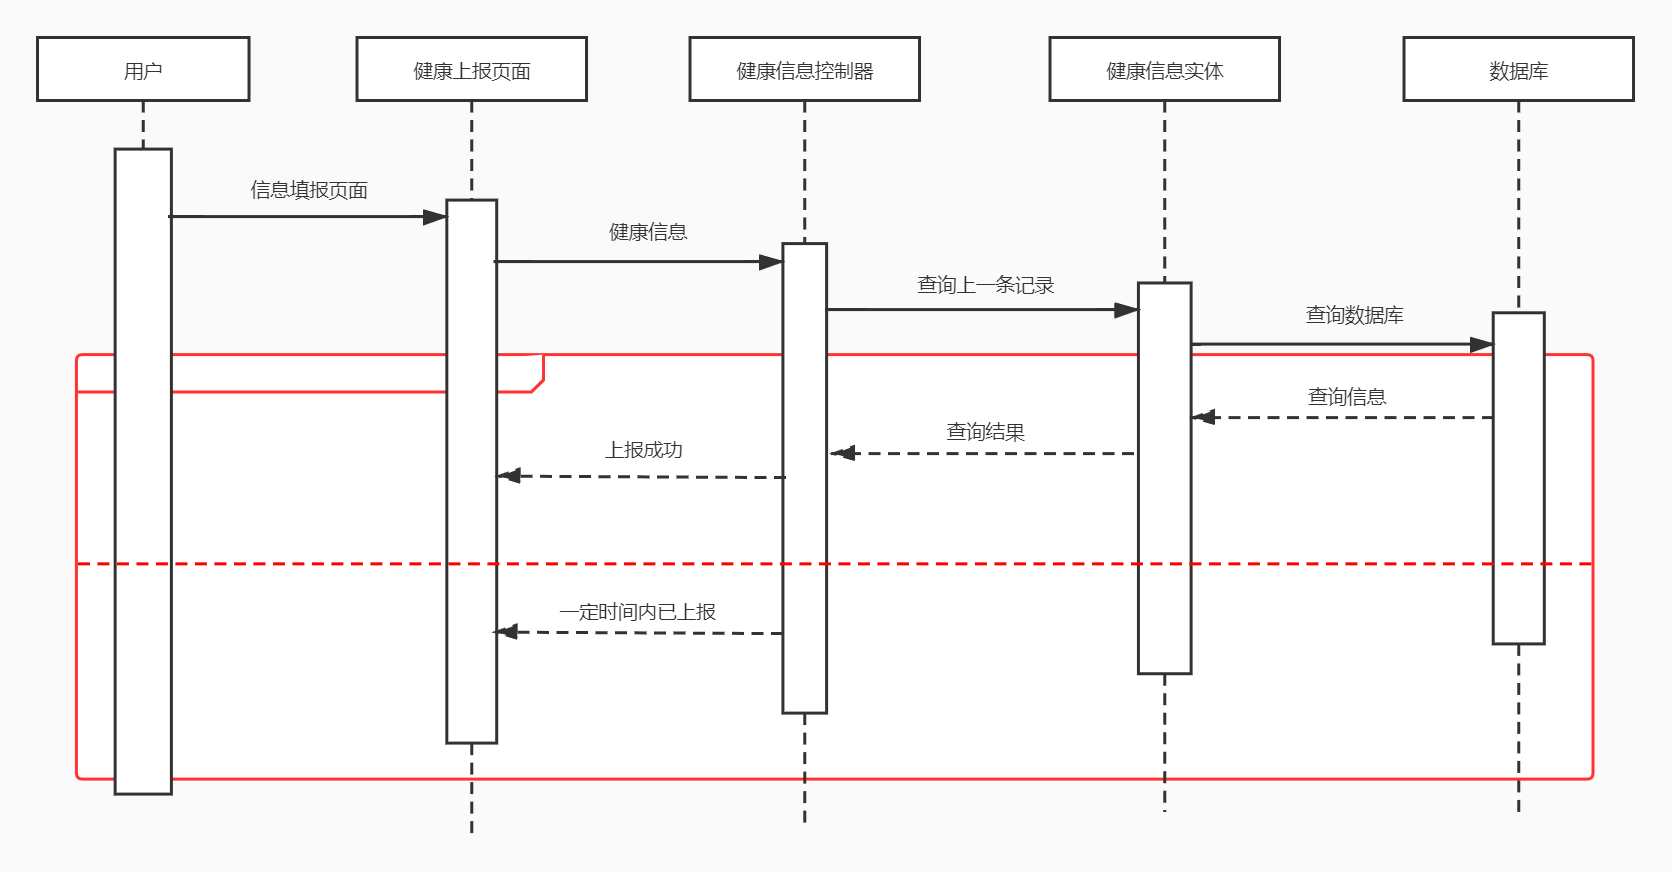 用户
健康上报页面
健康信息控制器
健康信息实体
数据库
信息填报页面
健康信息
查询上一条记录
查询数据库
查询信息
查询结果
上报成功
一定时间内已上报